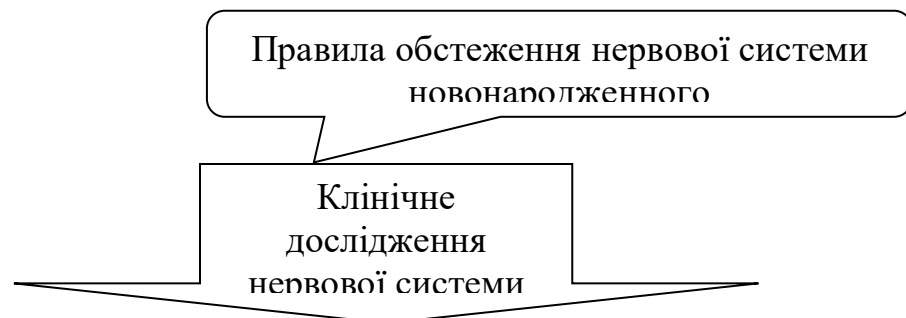 Правила обстеження нервової системи
новонародженного
Клінічне
дослідження
нервової системи